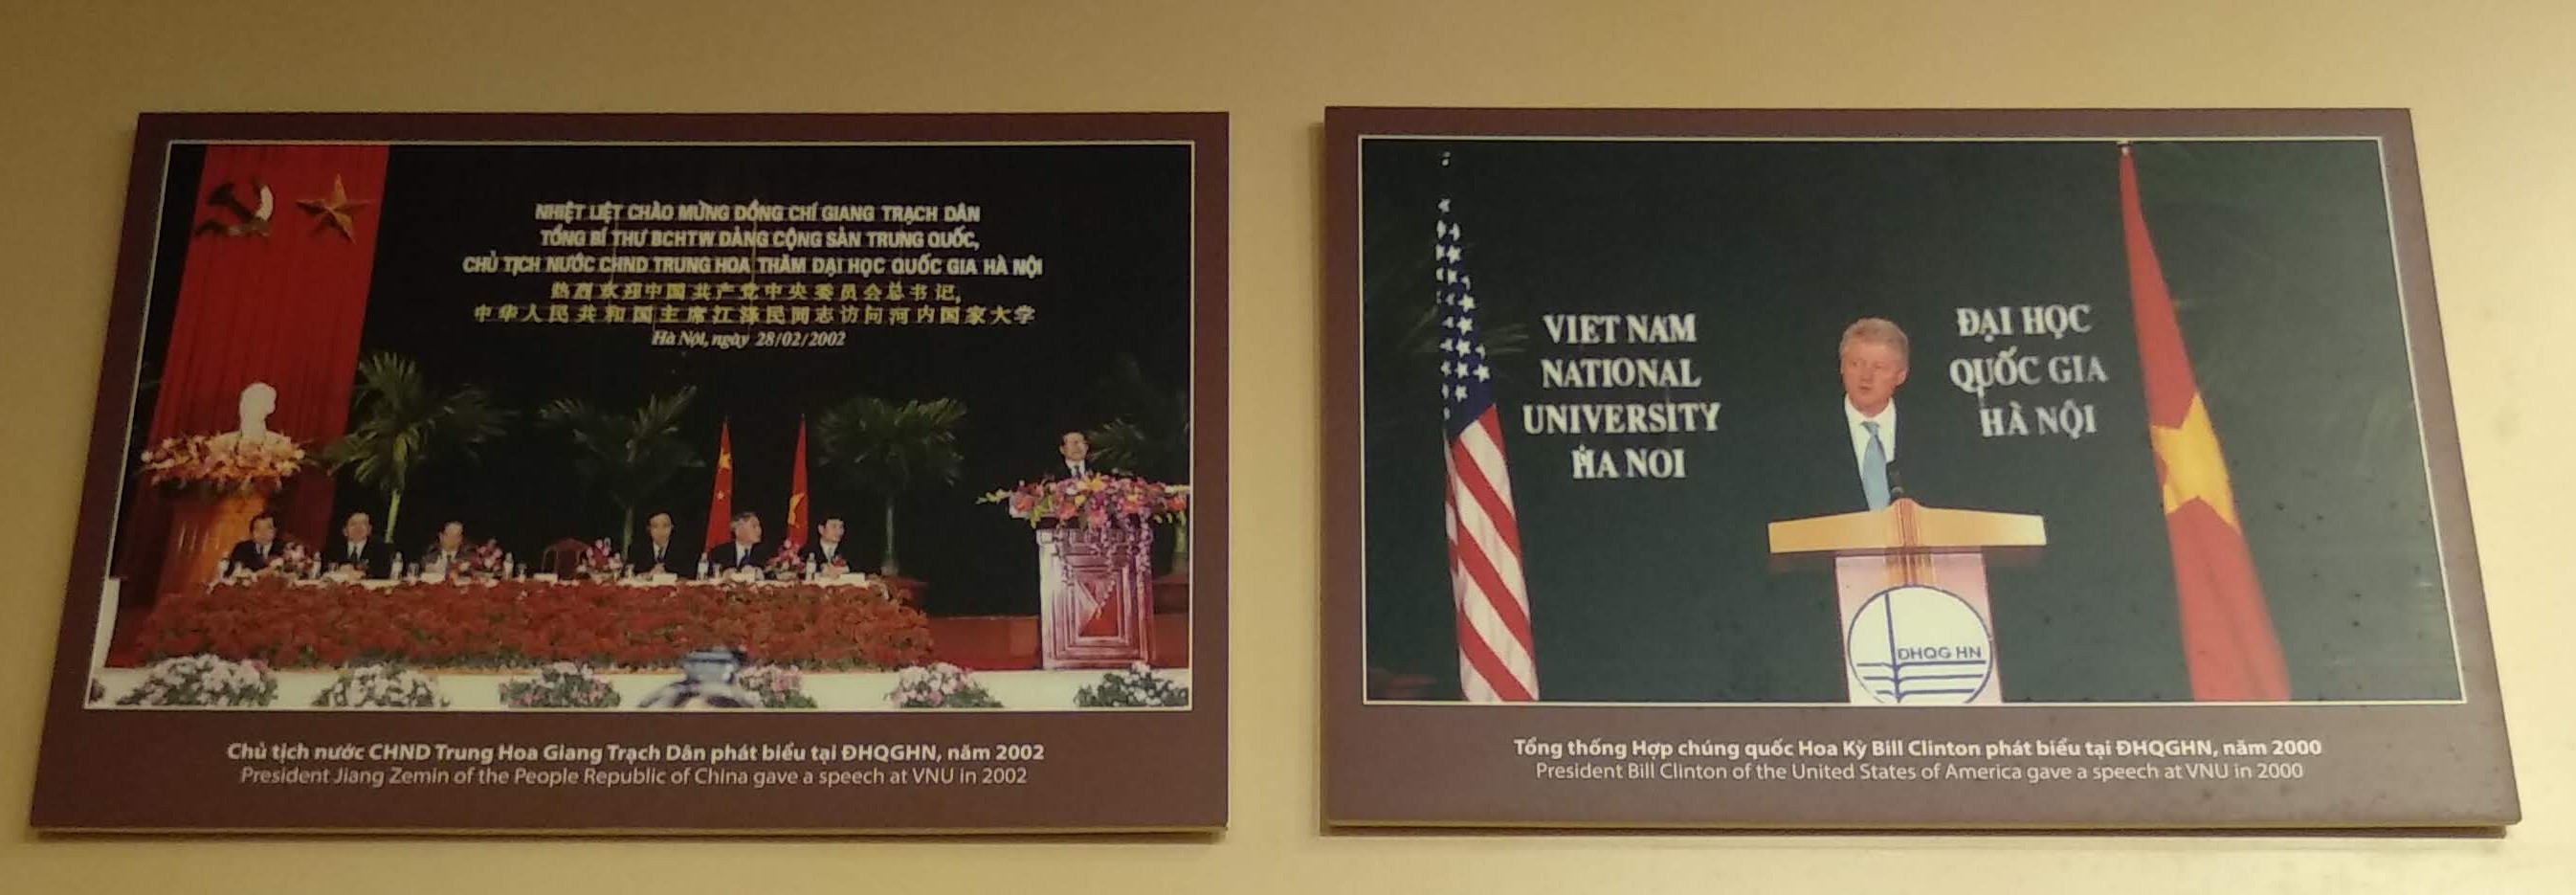 NHIỆT LIỆT CHÀO MỪNG ĐỒNG CHÍ GIANG TRẠCH DÂN
TỔNG BÍ THƯ BCHTW ĐẢNG CỘNG SẢN TRUNG QUỐC,
CHỦ TỊCH NƯỚC CHND TRUNG HOA THĂM ĐẠI HỌC QUỐC GIA HÀ NỘI
热烈欢迎中国共产党中央委员会总书记,
中华人民共和国主席江泽民同志访问河内国家大学
Hà Nội, ngày 28/02/2002
Chủ tịch nước CHND Trung Hoa Giang Trạch Dân phát biểu tại ĐHQGHN, năm 2002
President Jiang Zemin of the People Republic of China gave a speech at VNU in 2002
VIET NAM
NATIONAL
UNIVERSITY
HA NOI
ĐẠI HỌC
QUỐC GIA
HÀ NỘI
ĐHQG HN
Tổng thống Hợp chúng quốc Hoa Kỳ Bill Clinton phát biểu tại ĐHQGHN, năm 2000
President Bill Clinton of the United States of America gave a speech at VNU in 2000